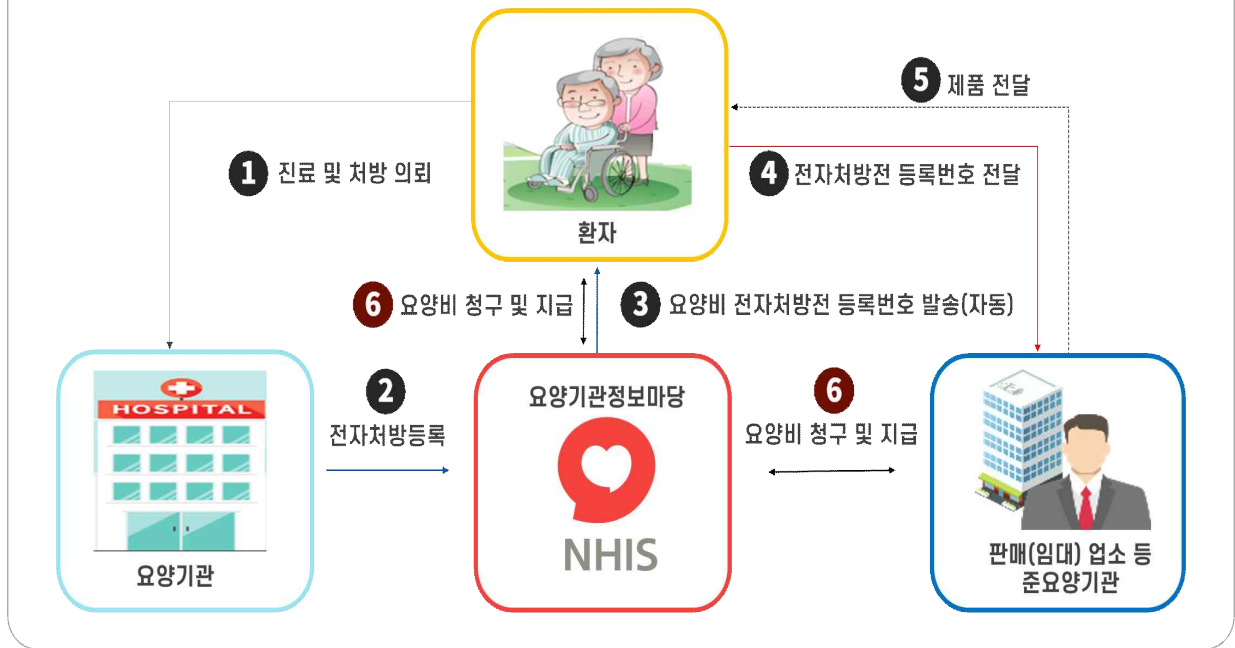 5 제품 전달
1 진료 및 처방 의뢰
4 전자처방전 등록번호 전달
환자
6 요양비 청구 및 지급
3 요양비 전자처방전 등록번호 발송(자동)
HOSPITAL
요양기관
2
전자처방등록
요양기관정보마당
NHIS
6
요양비 청구 및 지급
판매(임대) 업소 등
준요양기관